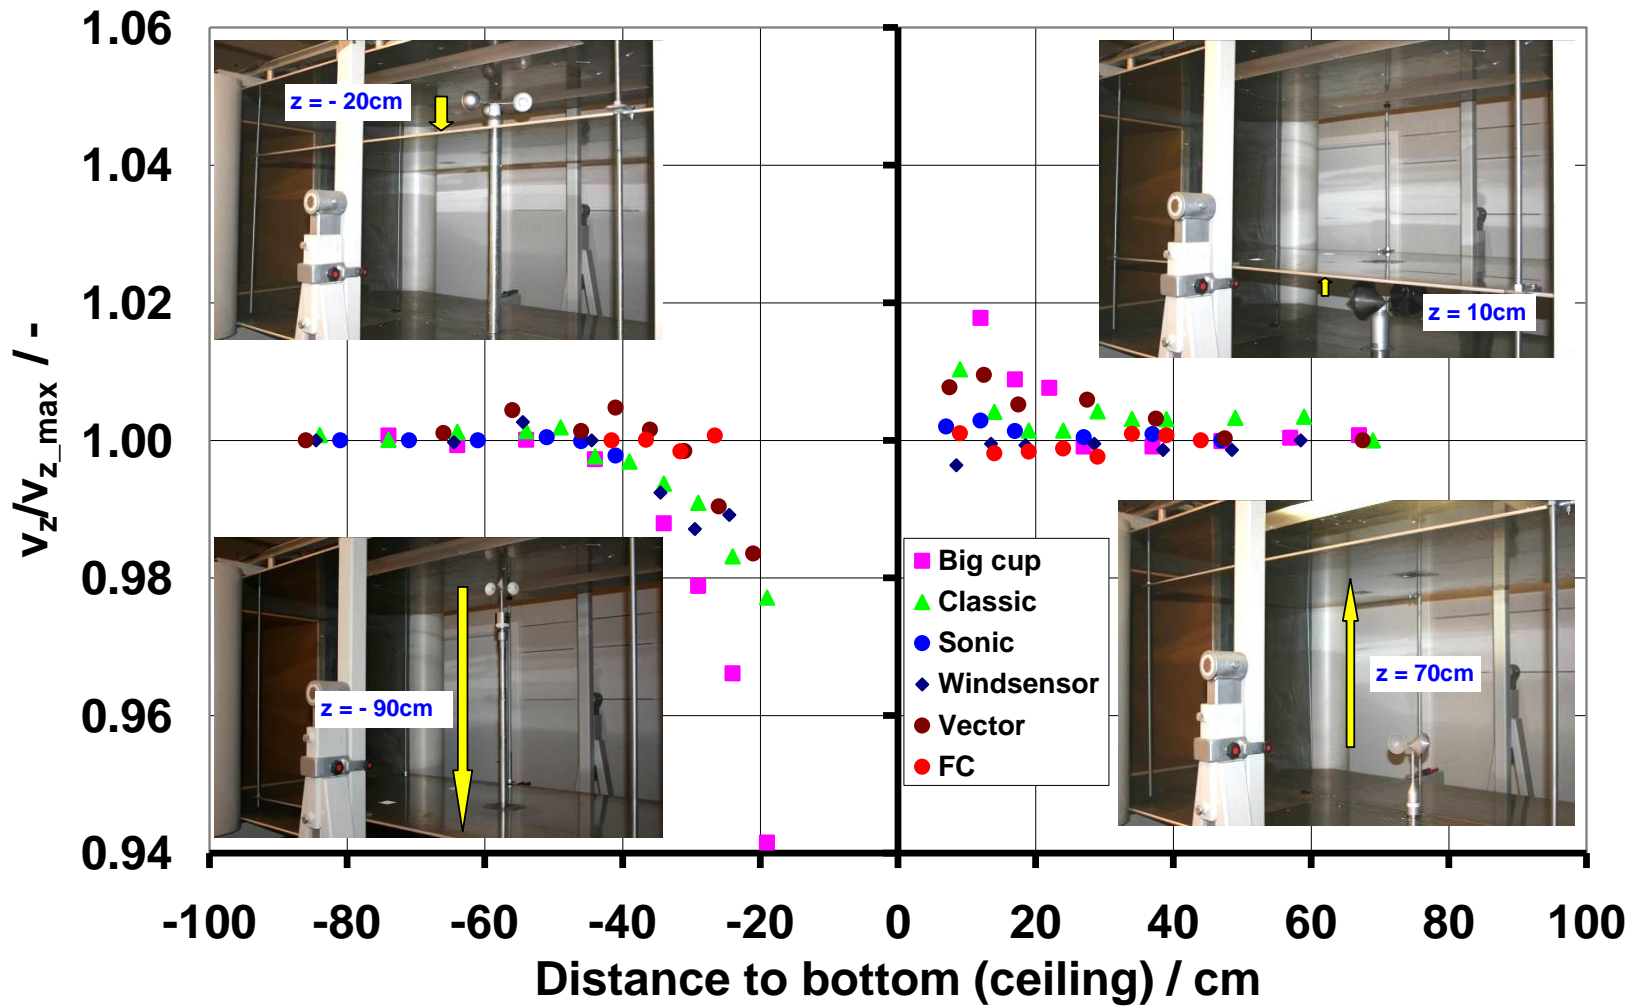 1.06
1.04
1.02
1.00
0.98
0.96
0.94
v_z/v_z_max / -
z = - 20cm
z = 10cm
z = - 90cm
z = 70cm
Big cup
Classic
Sonic
Windsensor
Vector
FC
-100 -80 -60 -40 -20 0 20 40 60 80 100
Distance to bottom (ceiling) / cm